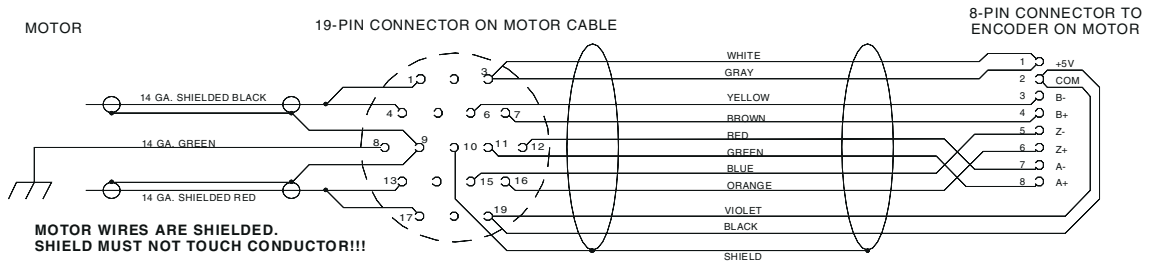 MOTOR
19-PIN CONNECTOR ON MOTOR CABLE
8-PIN CONNECTOR TO
ENCODER ON MOTOR
WHITE
GRAY
YELLOW
BROWN
RED
GREEN
BLUE
ORANGE
VIOLET
BLACK
SHIELD
14 GA. SHIELDED BLACK
14 GA. GREEN
14 GA. SHIELDED RED
1
3
4
6
7
8
9
10
11
12
13
15
16
17
19
1 +5V
2 COM
3 B-
4 B+
5 Z-
6 Z+
7 A-
8 A+
MOTOR WIRES ARE SHIELDED.
SHIELD MUST NOT TOUCH CONDUCTOR!!!